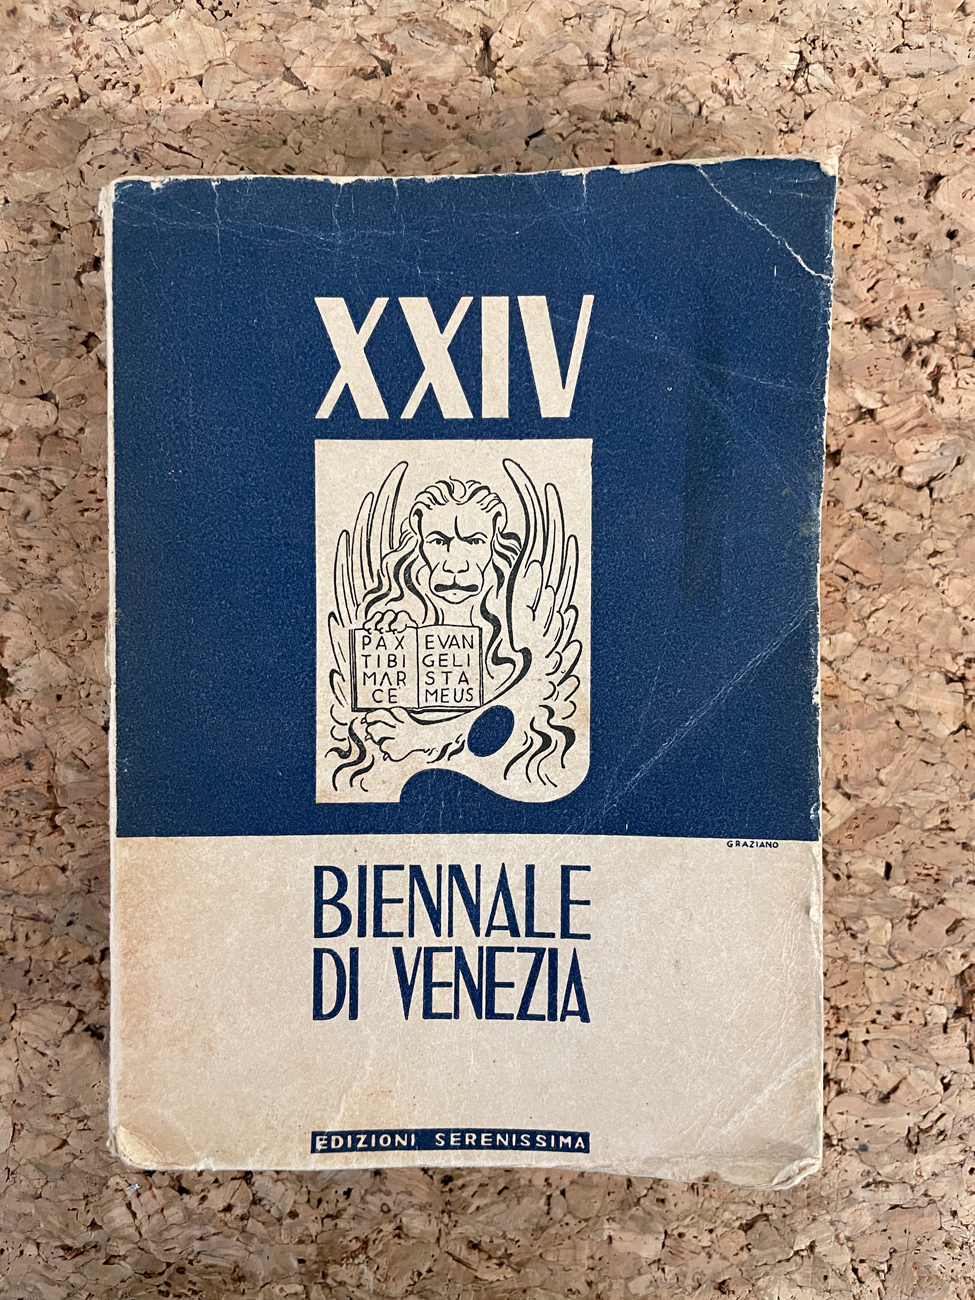 XXIV
PAX
TIBI
MAR
CE
EVAN
GELI
STA
MEUS
GRAZIANO
BIENNALE
DI VENEZIA
EDIZIONI SERENISSIMA